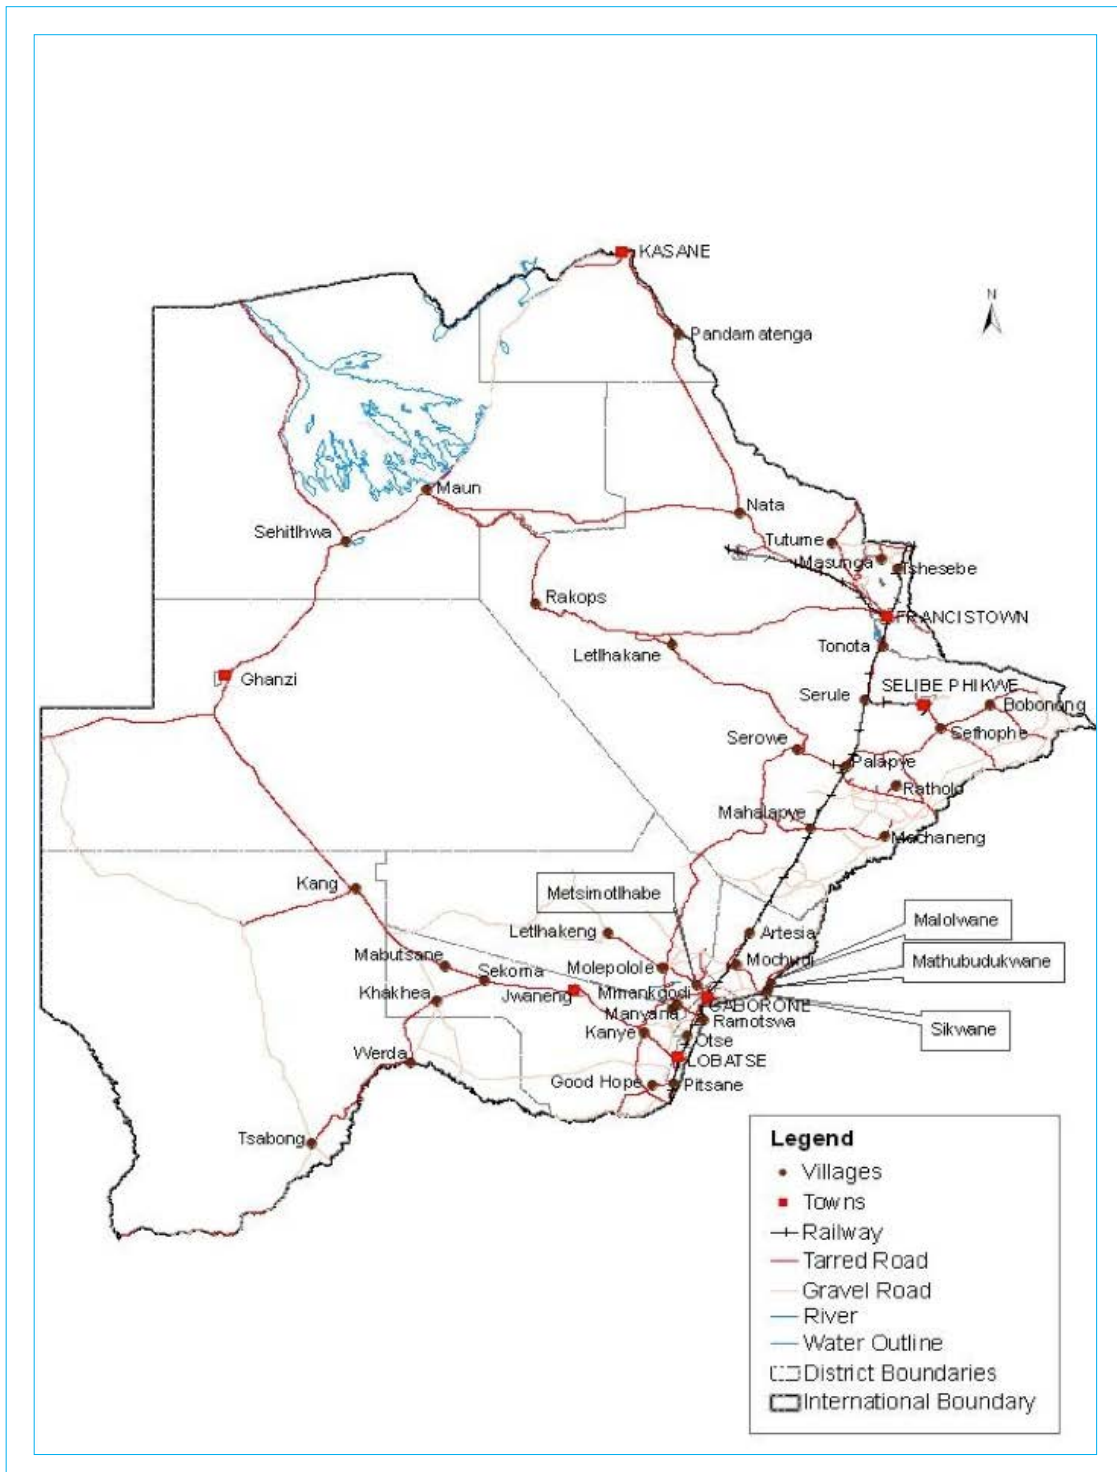 KASANE
N
Pandamatenga
Maun
Nata
Sehitlhwa
Tutume
Masunga
Tshesebe
Rakops
FRANCISTOWN
Letlhakane
Tonota
Ghanzi
SELIBE PHIKWE
Serule
Bobonong
Sefhophe
Serowe
Palapye
Ratholo
Mahalapye
Machaneng
Kang
Metsimotlhabe
Malolwane
Letlhakeng
Artesia
Mabutsane
Molepolole
Mochudi
Mathubudukwane
Sekoma
Khakhea
Jwaneng
Mmankgodi
GABORONE
Manyana
Ramotswa
Sikwane
Kanye
Otse
Werda
LOBATSE
Good Hope
Pitsane
Tsabong
Legend
Villages
Towns
Railway
Tarred Road
Gravel Road
River
Water Outline
District Boundaries
International Boundary